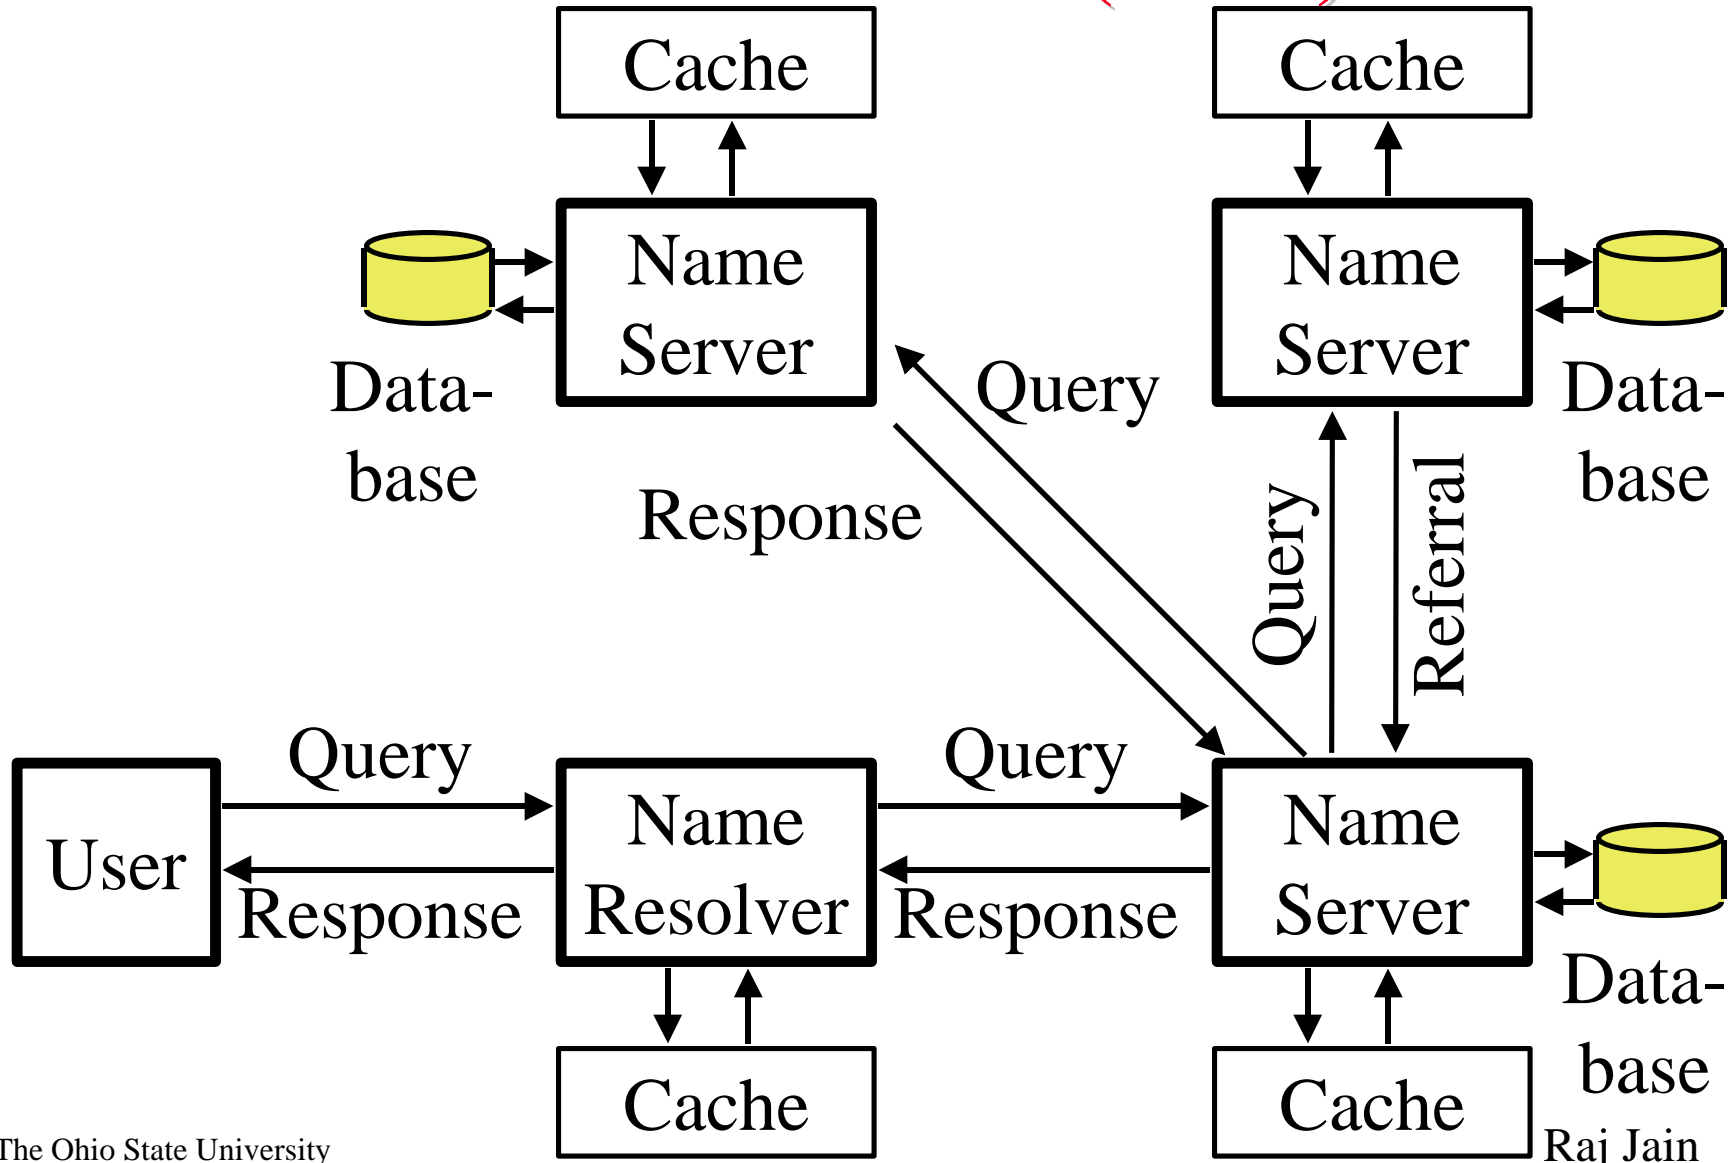 Cache
Cache
Name
Server
Name
Server
Data-
base
Query
Data-
base
Response
Query
Referral
Query
Query
User
Name
Resolver
Name
Server
Response
Response
Data-
base
Cache
Cache
The Ohio State University
Raj Jain